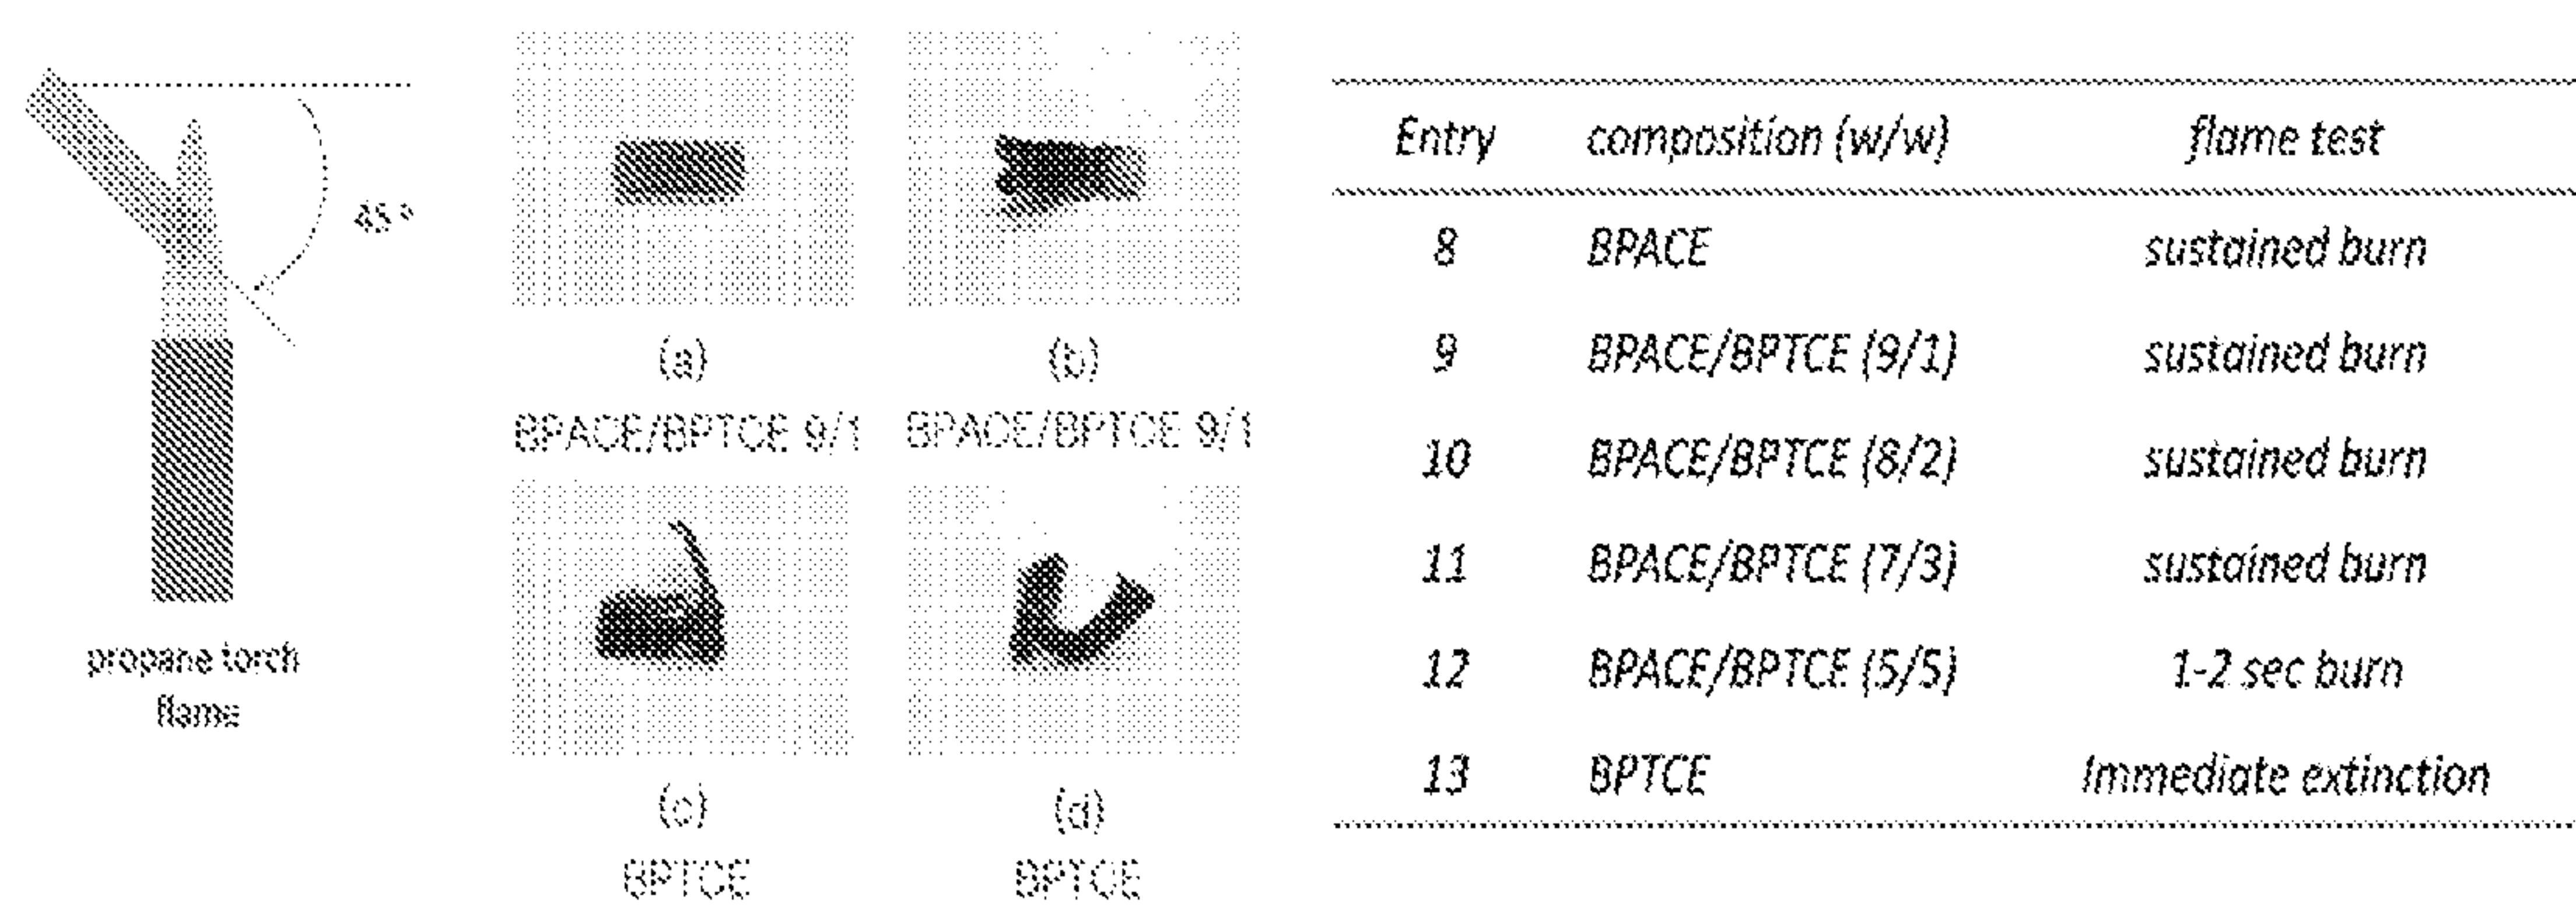 45 º
propane torch
flame
(a)
BPACE/BPTCE 9/1
(b)
BPACE/BPTCE 9/1
(c)
BPTCE
(d)
BPTCE
Entry composition (w/w) flame test
8 BPACE sustained burn
9 BPACE/BPTCE (9/1) sustained burn
10 BPACE/BPTCE (8/2) sustained burn
11 BPACE/BPTCE (7/3) sustained burn
12 BPACE/BPTCE (5/5) 1-2 sec burn
13 BPTCE Immediate extinction